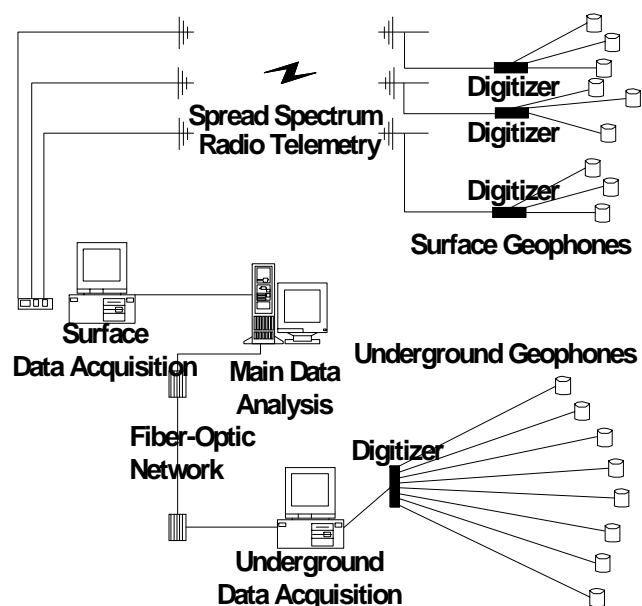 Digitizer
Spread Spectrum
Radio Telemetry
Digitizer
Digitizer
Surface Geophones
Surface
Data Acquisition
Main Data
Analysis
Underground Geophones
Fiber-Optic
Network
Digitizer
Underground
Data Acquisition